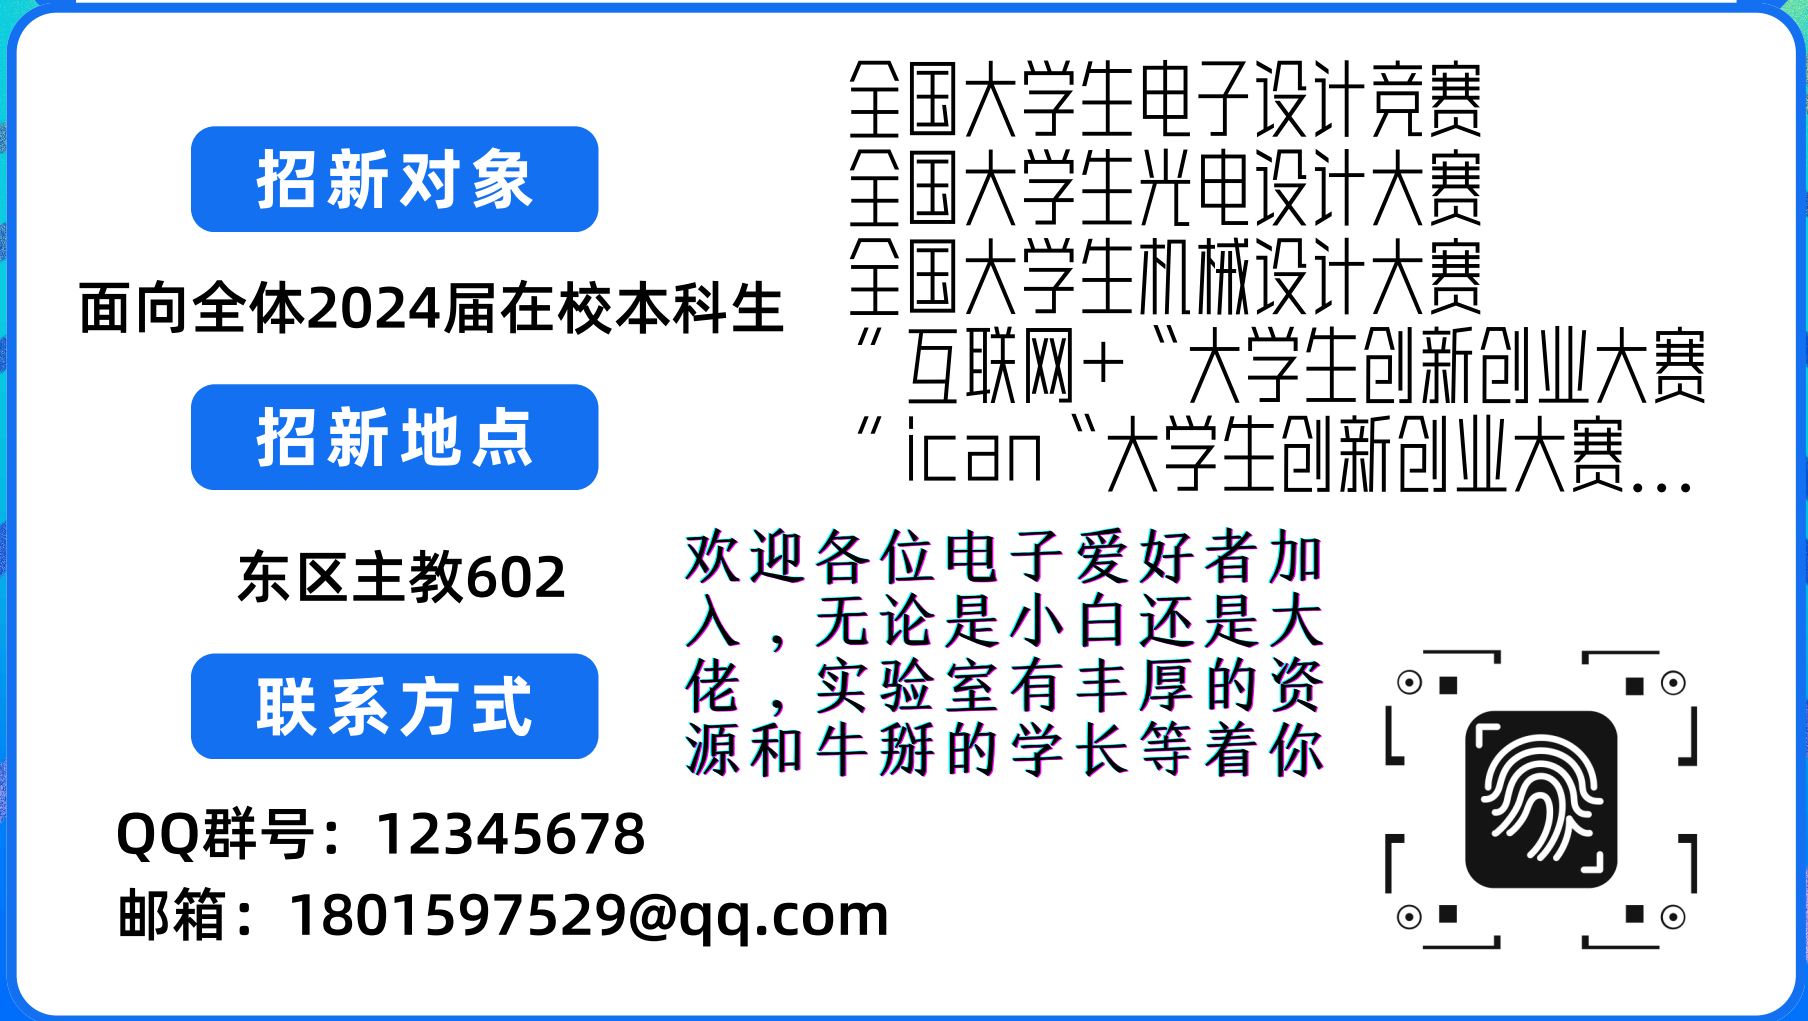 招新对象
面向全体2024届在校本科生
招新地点
东区主教602
联系方式
QQ群号：12345678
邮箱：1801597529@qq.com
全国大学生电子设计竞赛
全国大学生光电设计大赛
全国大学生机械设计大赛
“互联网+“大学生创新创业大赛
“ican“大学生创新创业大赛...
欢迎各位电子爱好者加
入，无论是小白还是大
佬，实验室有丰厚的资
源和牛掰的学长等着你